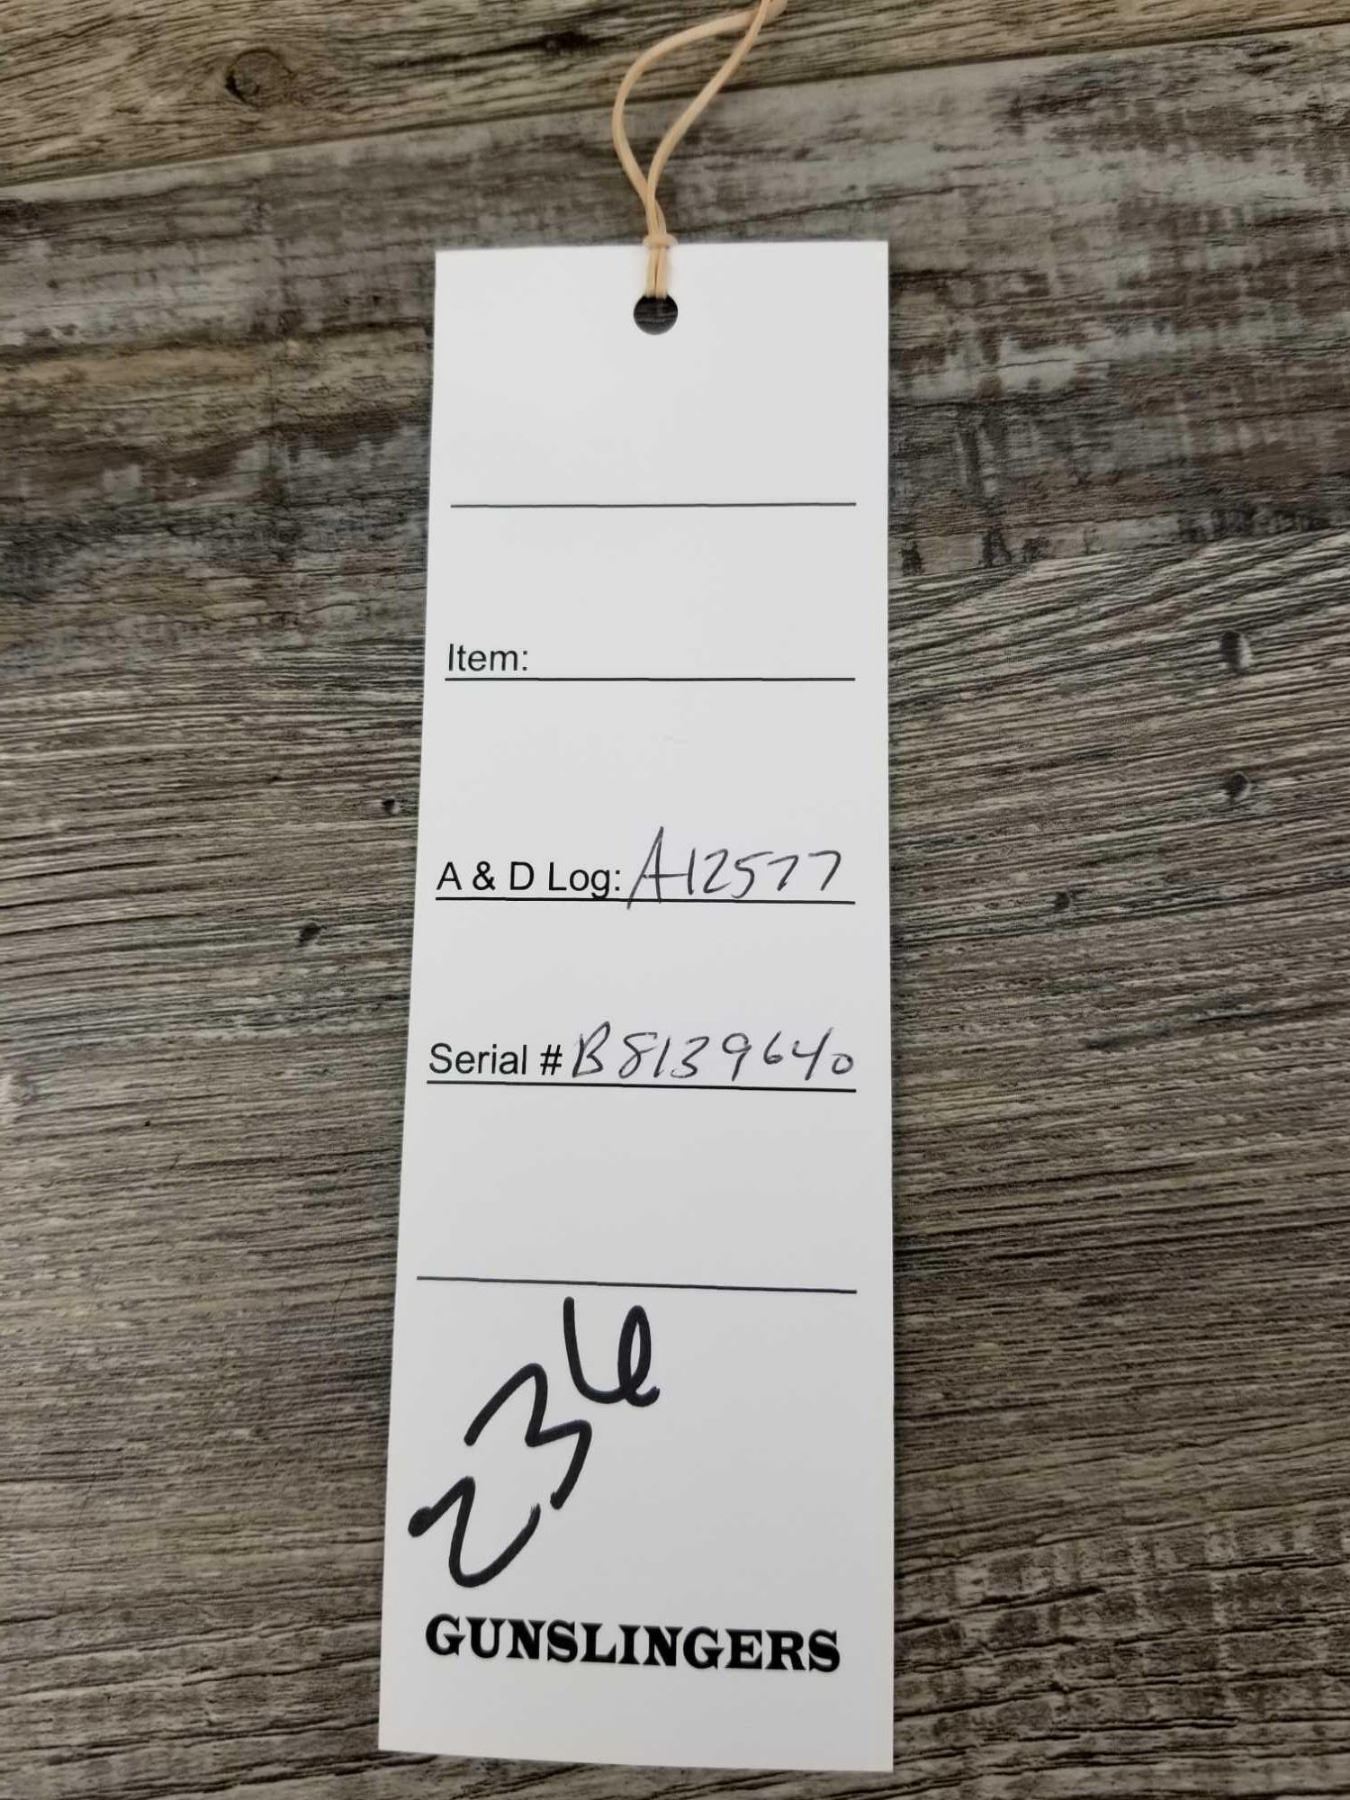 Item:
A & D Log: A12577
Serial # B8139640
236
GUNSLINGERS